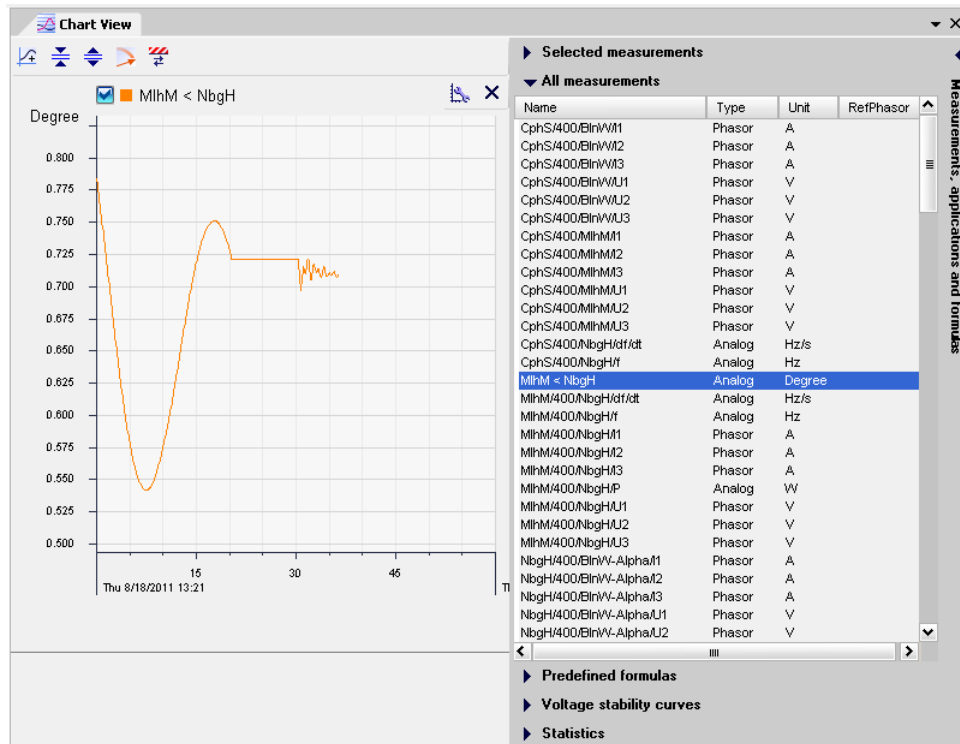 Chart View
MlhM < NbgH
Degree
0.800
0.775
0.750
0.725
0.700
0.675
0.650
0.625
0.600
0.575
0.550
0.525
0.500
15 30 45
Thu 8/18/2011 13:21
Selected measurements
All measurements
Name Type Unit RefPhasor
CphS/400/BlnW/I1 Phasor A
CphS/400/BlnW/I2 Phasor A
CphS/400/BlnW/I3 Phasor A
CphS/400/BlnW/U1 Phasor V
CphS/400/BlnW/U2 Phasor V
CphS/400/BlnW/U3 Phasor V
CphS/400/MlhM/I1 Phasor A
CphS/400/MlhM/I2 Phasor A
CphS/400/MlhM/I3 Phasor A
CphS/400/MlhM/U1 Phasor V
CphS/400/MlhM/U2 Phasor V
CphS/400/MlhM/U3 Phasor V
CphS/400/NbgH/df/dt Analog Hz/s
CphS/400/NbgH/f Analog Hz
MlhM < NbgH Analog Degree
MlhM/400/NbgH/df/dt Analog Hz/s
MlhM/400/NbgH/f Analog Hz
MlhM/400/NbgH/I1 Phasor A
MlhM/400/NbgH/I2 Phasor A
MlhM/400/NbgH/I3 Phasor A
MlhM/400/NbgH/P Analog W
MlhM/400/NbgH/U1 Phasor V
MlhM/400/NbgH/U2 Phasor V
MlhM/400/NbgH/U3 Phasor V
NbgH/400/BlnW-Alpha/I1 Phasor A
NbgH/400/BlnW-Alpha/I2 Phasor A
NbgH/400/BlnW-Alpha/I3 Phasor A
NbgH/400/BlnW-Alpha/U1 Phasor V
NbgH/400/BlnW-Alpha/U2 Phasor V
Predefined formulas
Voltage stability curves
Statistics
Measurements, applications and formulas